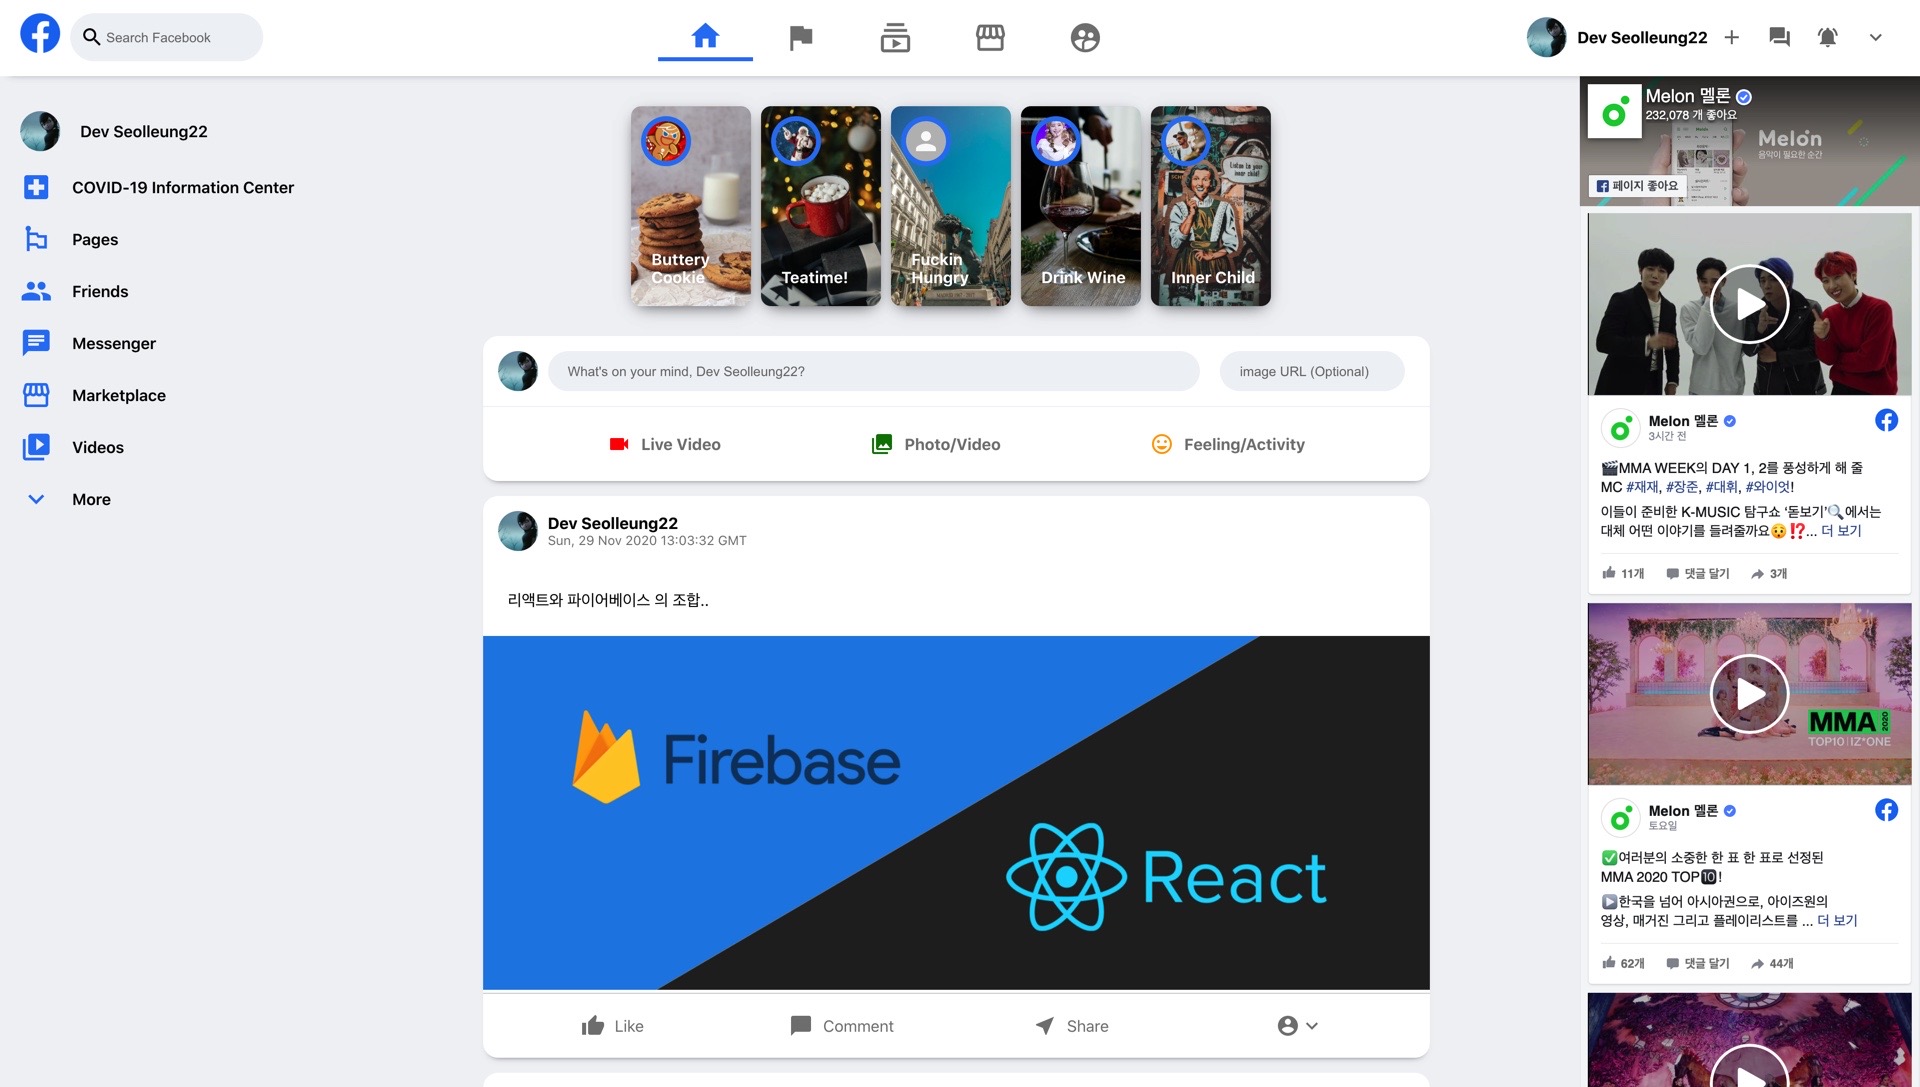 Search Facebook
Dev Seolleung22
Dev Seolleung22
COVID-19 Information Center
Pages
Friends
Messenger
Marketplace
Videos
More
Buttery
Cookie
Teatime!
Fuckin
Hungry
Drink Wine
Listen to your
inner child!
Inner Child
What's on your mind, Dev Seolleung22?
image URL (Optional)
Live Video
Photo/Video
Feeling/Activity
Dev Seolleung22
Sun, 29 Nov 2020 13:03:32 GMT
리액트와 파이어베이스 의 조합..
Firebase
React
Like
Comment
Share
Melon 멜론
232,078 개 좋아요
Melon
음악이 필요한 순간
페이지 좋아요
Melon 멜론
3시간 전
🎬MMA WEEK의 DAY 1, 2를 풍성하게 해 줄
MC #재재, #장준, #대휘, #와이엇!
이들이 준비한 K-MUSIC 탐구쇼 ‘돋보기’🔍에서는
대체 어떤 이야기를 들려줄까요😯⁉️... 더 보기
11개
댓글 달기
3개
MMA 2020
TOP10 | IZ*ONE
Melon 멜론
토요일
✅여러분의 소중한 한 표 한 표로 선정된
MMA 2020 TOP🔟!
▶️한국을 넘어 아시아권으로, 아이즈원의
영상, 매거진 그리고 플레이리스트를 ... 더 보기
62개
댓글 달기
44개